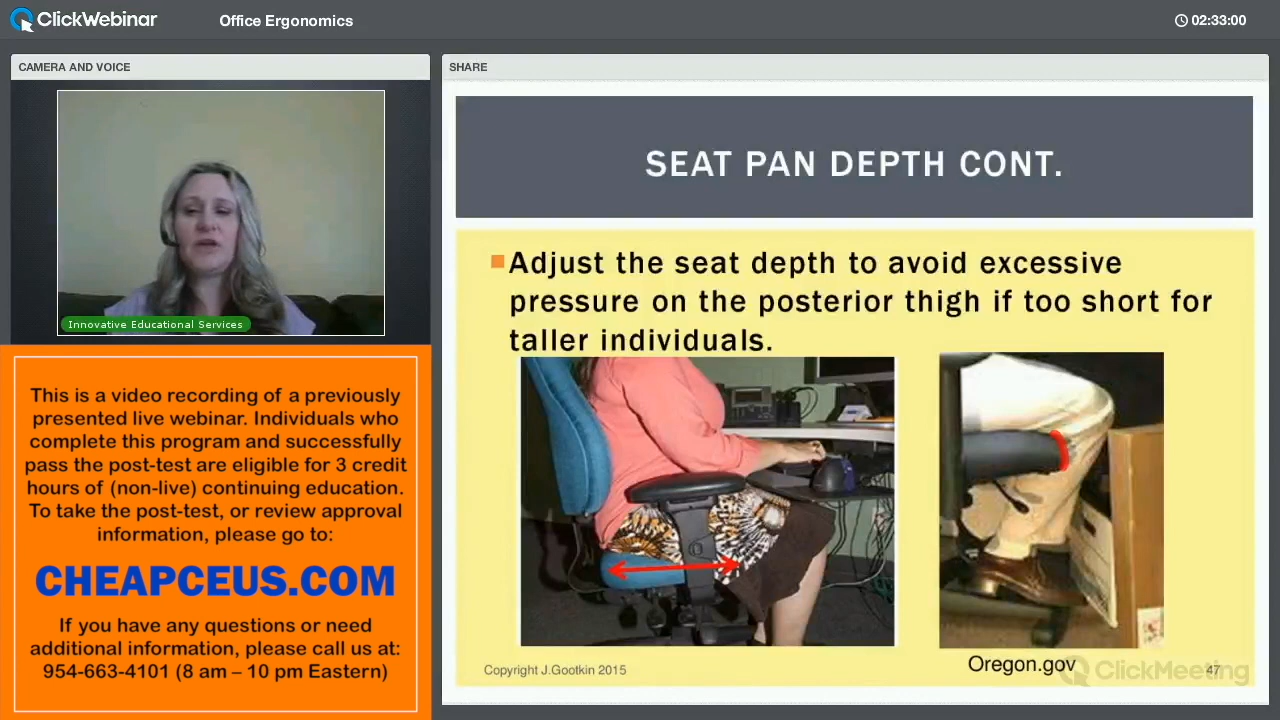 ClickWebinar
Office Ergonomics
02:33:00
CAMERA AND VOICE
Innovative Educational Services
This is a video recording of a previously
presented live webinar. Individuals who
complete this program and successfully
pass the post-test are eligible for 3 credit
hours of (non-live) continuing education.
To take the post-test, or review approval
information, please go to:
CHEAPCEUS.COM
If you have any questions or need
additional information, please call us at:
954-663-4101 (8 am – 10 pm Eastern)
SHARE
SEAT PAN DEPTH CONT.
Adjust the seat depth to avoid excessive
pressure on the posterior thigh if too short for
taller individuals.
Copyright J.Gootkin 2015
Oregon.gov
47
ClickMeeting